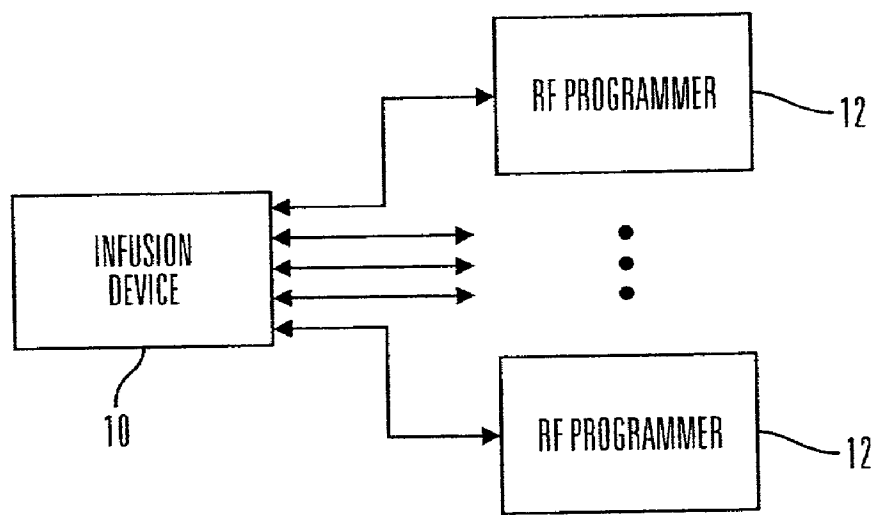 RF PROGRAMMER
12
INFUSION
DEVICE
10
RF PROGRAMMER
12